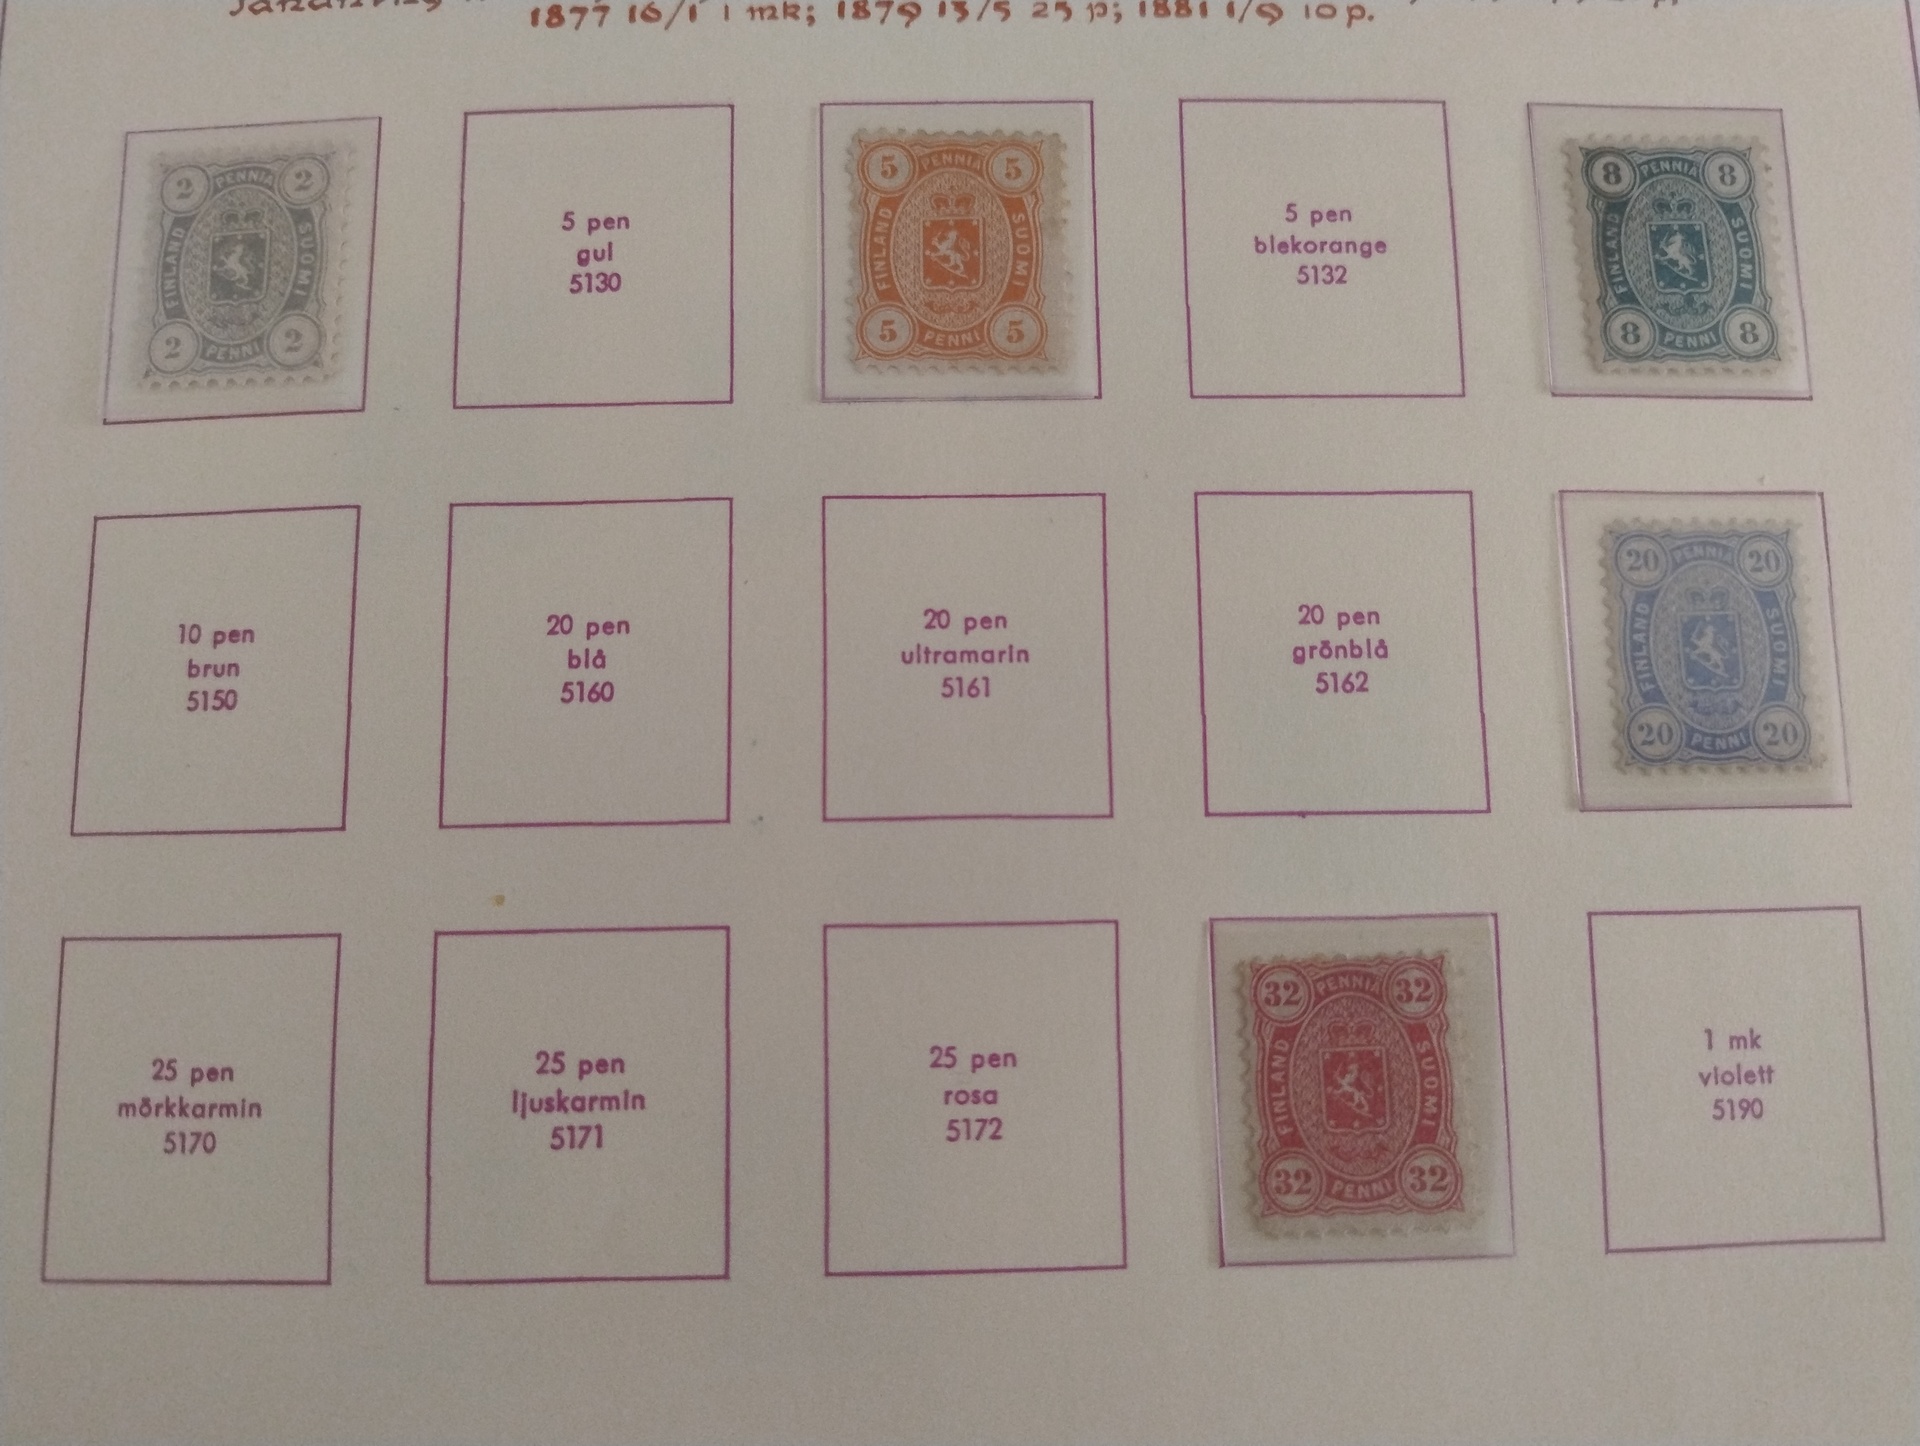 1877 16/1 1 mk; 1879 13/5 25 p; 1881 1/9 10 p.
2 PENNIA 2
FINLAND SUOMI
2 PENNI 2
5 pen
gul
5130
5 PENNIA 5
FINLAND SUOMI
5 PENNI 5
5 pen
blekorange
5132
8 PENNIA 8
FINLAND SUOMI
8 PENNI 8
10 pen
brun
5150
20 pen
blå
5160
20 pen
ultramarin
5161
20 pen
grönblå
5162
20 PENNIA 20
FINLAND SUOMI
20 PENNI 20
25 pen
mörkkarmin
5170
25 pen
ljuskarmin
5171
25 pen
rosa
5172
32 PENNIA 32
FINLAND SUOMI
32 PENNI 32
1 mk
violett
5190